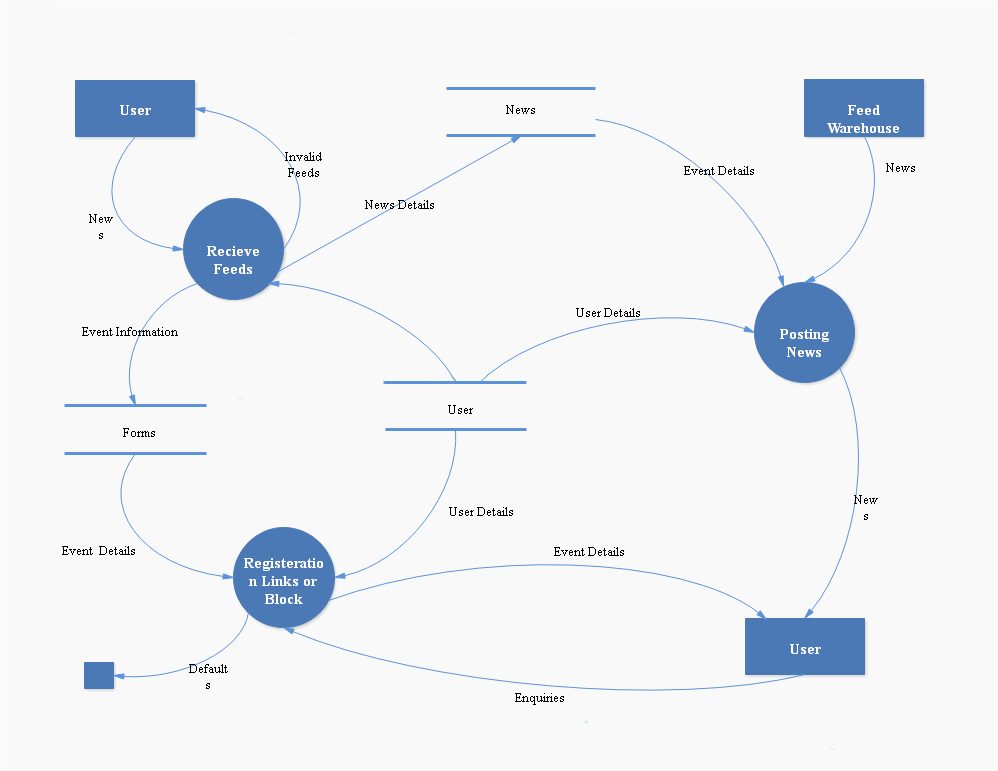 User
News
Feed
Warehouse
Invalid
Feeds
Event Details
News
News Details
New
s
Recieve
Feeds
User Details
Event Information
Posting
News
User
Forms
New
s
User Details
Event Details
Event Details
Registeratio
n Links or
Block
User
Default
s
Enquiries